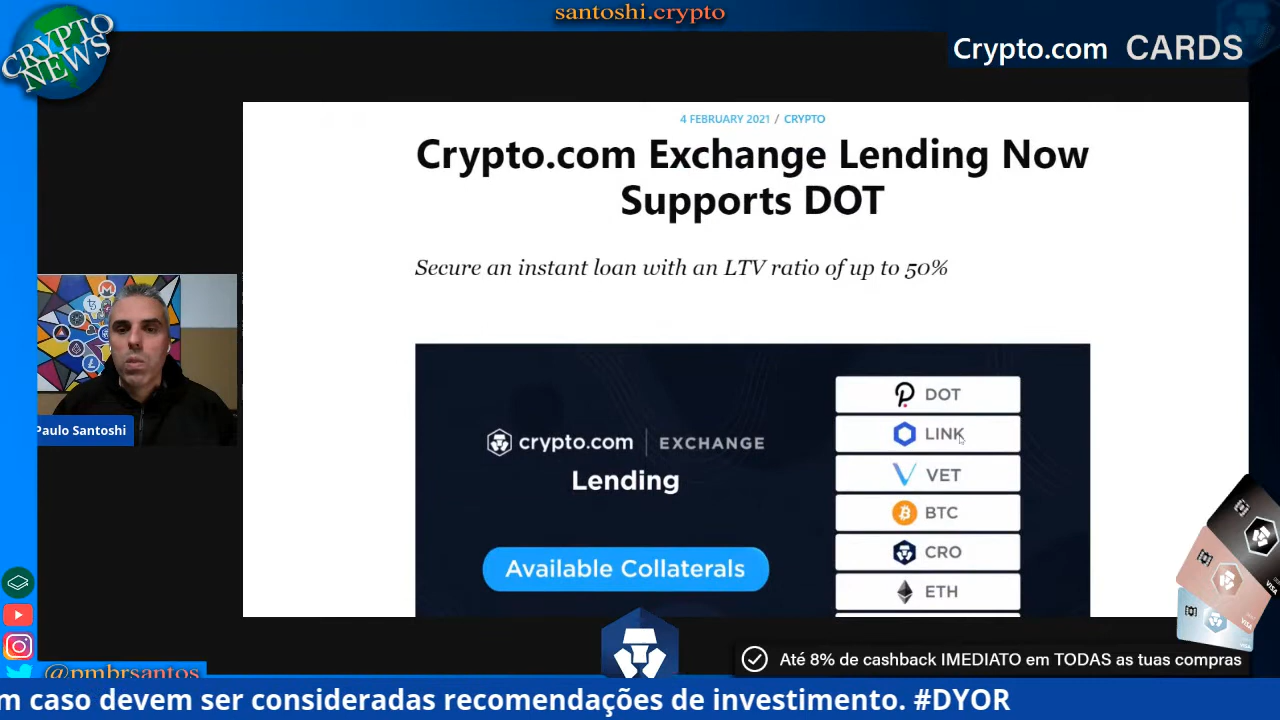 santoshi.crypto
CRYPTO
NEWS
Crypto.com CARDS
4 FEBRUARY 2021 / CRYPTO
Crypto.com Exchange Lending Now
Supports DOT
Secure an instant loan with an LTV ratio of up to 50%
crypto.com | EXCHANGE
Lending
Available Collaterals
DOT
LINK
VET
BTC
CRO
ETH
Paulo Santoshi
VISA
@pmbrsantos
Até 8% de cashback IMEDIATO em TODAS as tuas compras
m caso devem ser consideradas recomendações de investimento. #DYOR